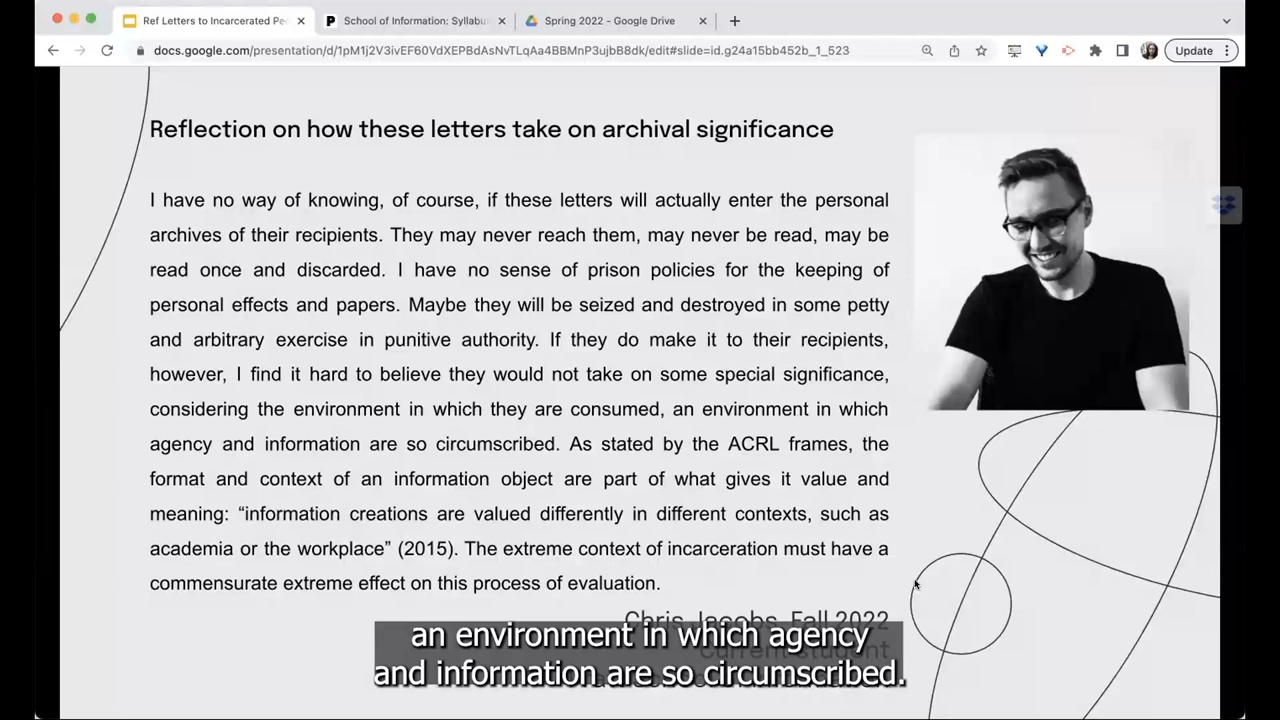 Ref Letters to Incarcerated Pe
School of Information: Syllabu
Spring 2022 - Google Drive
docs.google.com/presentation/d/1pM1j2V3ivEF60VdXEPBdAsNvTLqAa4BBMnP3ujbB8dk/edit#slide=id.g24a15bb452b_1_523
Update
Reflection on how these letters take on archival significance
I have no way of knowing, of course, if these letters will actually enter the personal
archives of their recipients. They may never reach them, may never be read, may be
read once and discarded. I have no sense of prison policies for the keeping of
personal effects and papers. Maybe they will be seized and destroyed in some petty
and arbitrary exercise in punitive authority. If they do make it to their recipients,
however, I find it hard to believe they would not take on some special significance,
considering the environment in which they are consumed, an environment in which
agency and information are so circumscribed. As stated by the ACRL frames, the
format and context of an information object are part of what gives it value and
meaning: “information creations are valued differently in different contexts, such as
academia or the workplace” (2015). The extreme context of incarceration must have a
commensurate extreme effect on this process of evaluation.
Chris Jacobs, Fall 2022
an environment in which agency
and information are so circumscribed.